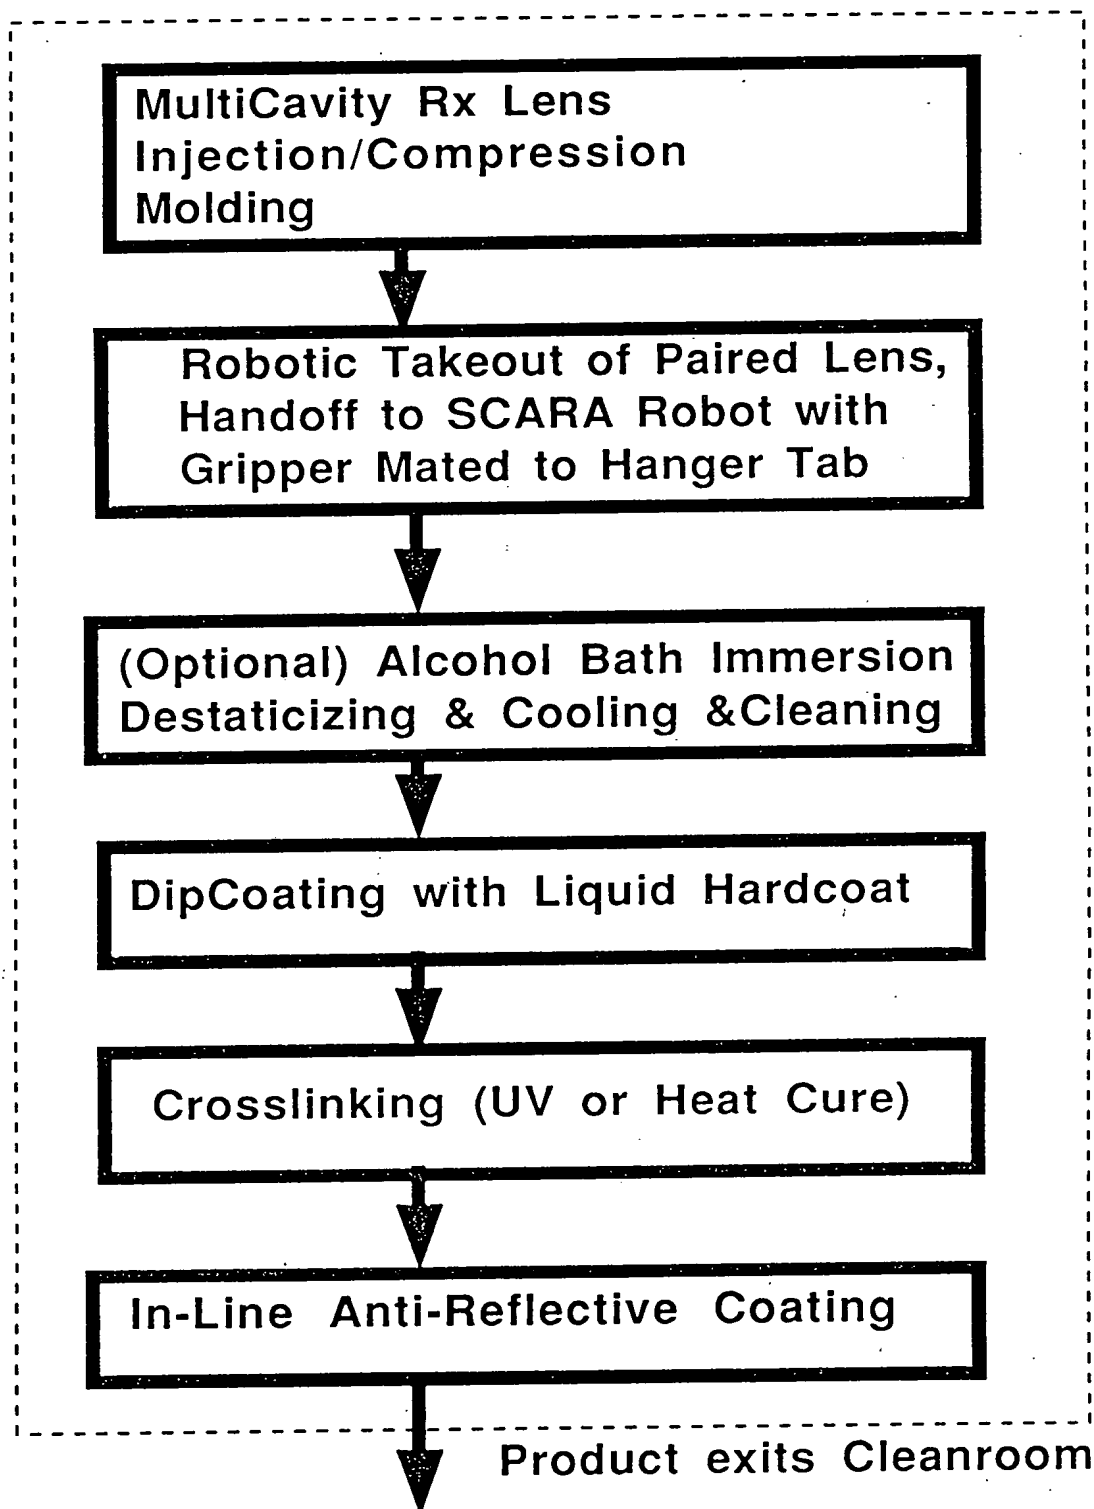 MultiCavity Rx Lens
Injection/Compression
Molding
Robotic Takeout of Paired Lens,
Handoff to SCARA Robot with
Gripper Mated to Hanger Tab
(Optional) Alcohol Bath Immersion
Destaticizing & Cooling &Cleaning
DipCoating with Liquid Hardcoat
Crosslinking (UV or Heat Cure)
In-Line Anti-Reflective Coating
Product exits Cleanroom